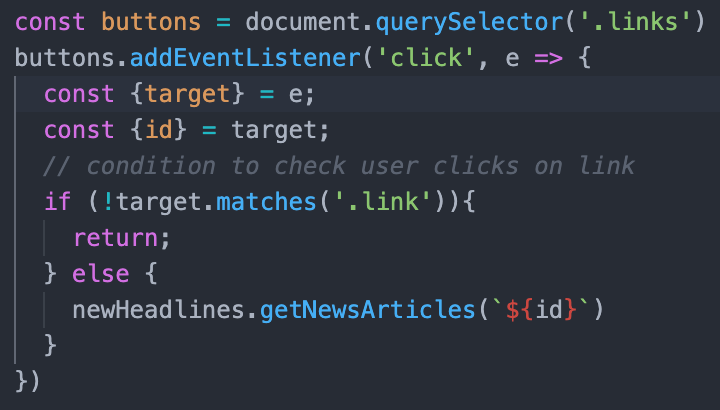 const buttons = document.querySelector('.links')
buttons.addEventListener('click', e => {
const {target} = e;
const {id} = target;
// condition to check user clicks on link
if (!target.matches('.link')){
return;
} else {
newHeadlines.getNewsArticles(`${id}`)
}
})